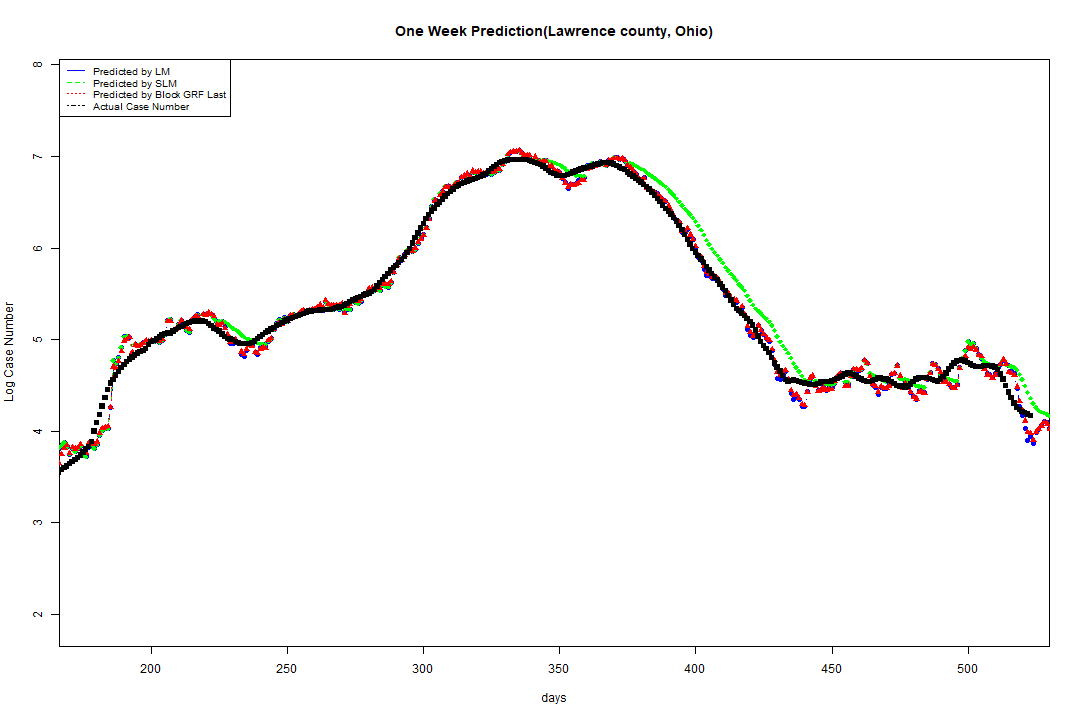 One Week Prediction(Lawrence county, Ohio)
Predicted by LM
Predicted by SLM
Predicted by Block GRF Last
Actual Case Number
8
7
6
5
4
3
2
Log Case Number
200 250 300 350 400 450 500
days